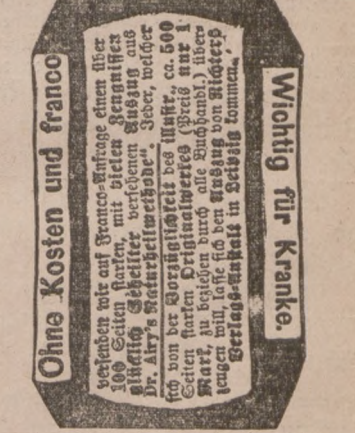 Ohne Kosten und franco
versenden wir auf Franco-Anfrage einen über
100 Seiten starken, mit vielen Zeugnissen
glücklich Geheilter versehenen Auszug aus
Dr. Airy's Naturheilmethode". Jeder, welcher
sich von der Vorzüglichkeit des illustr., ca. 500
Seiten starken Originalwerkes (Preis nur 1
Mark, zu beziehen durch alle Buchhandl.) über-
zeugen will, lasse sich den Auszug von Richters
Verlags-Anstalt in Leipzig kommen.
Wichtig für Kranke.